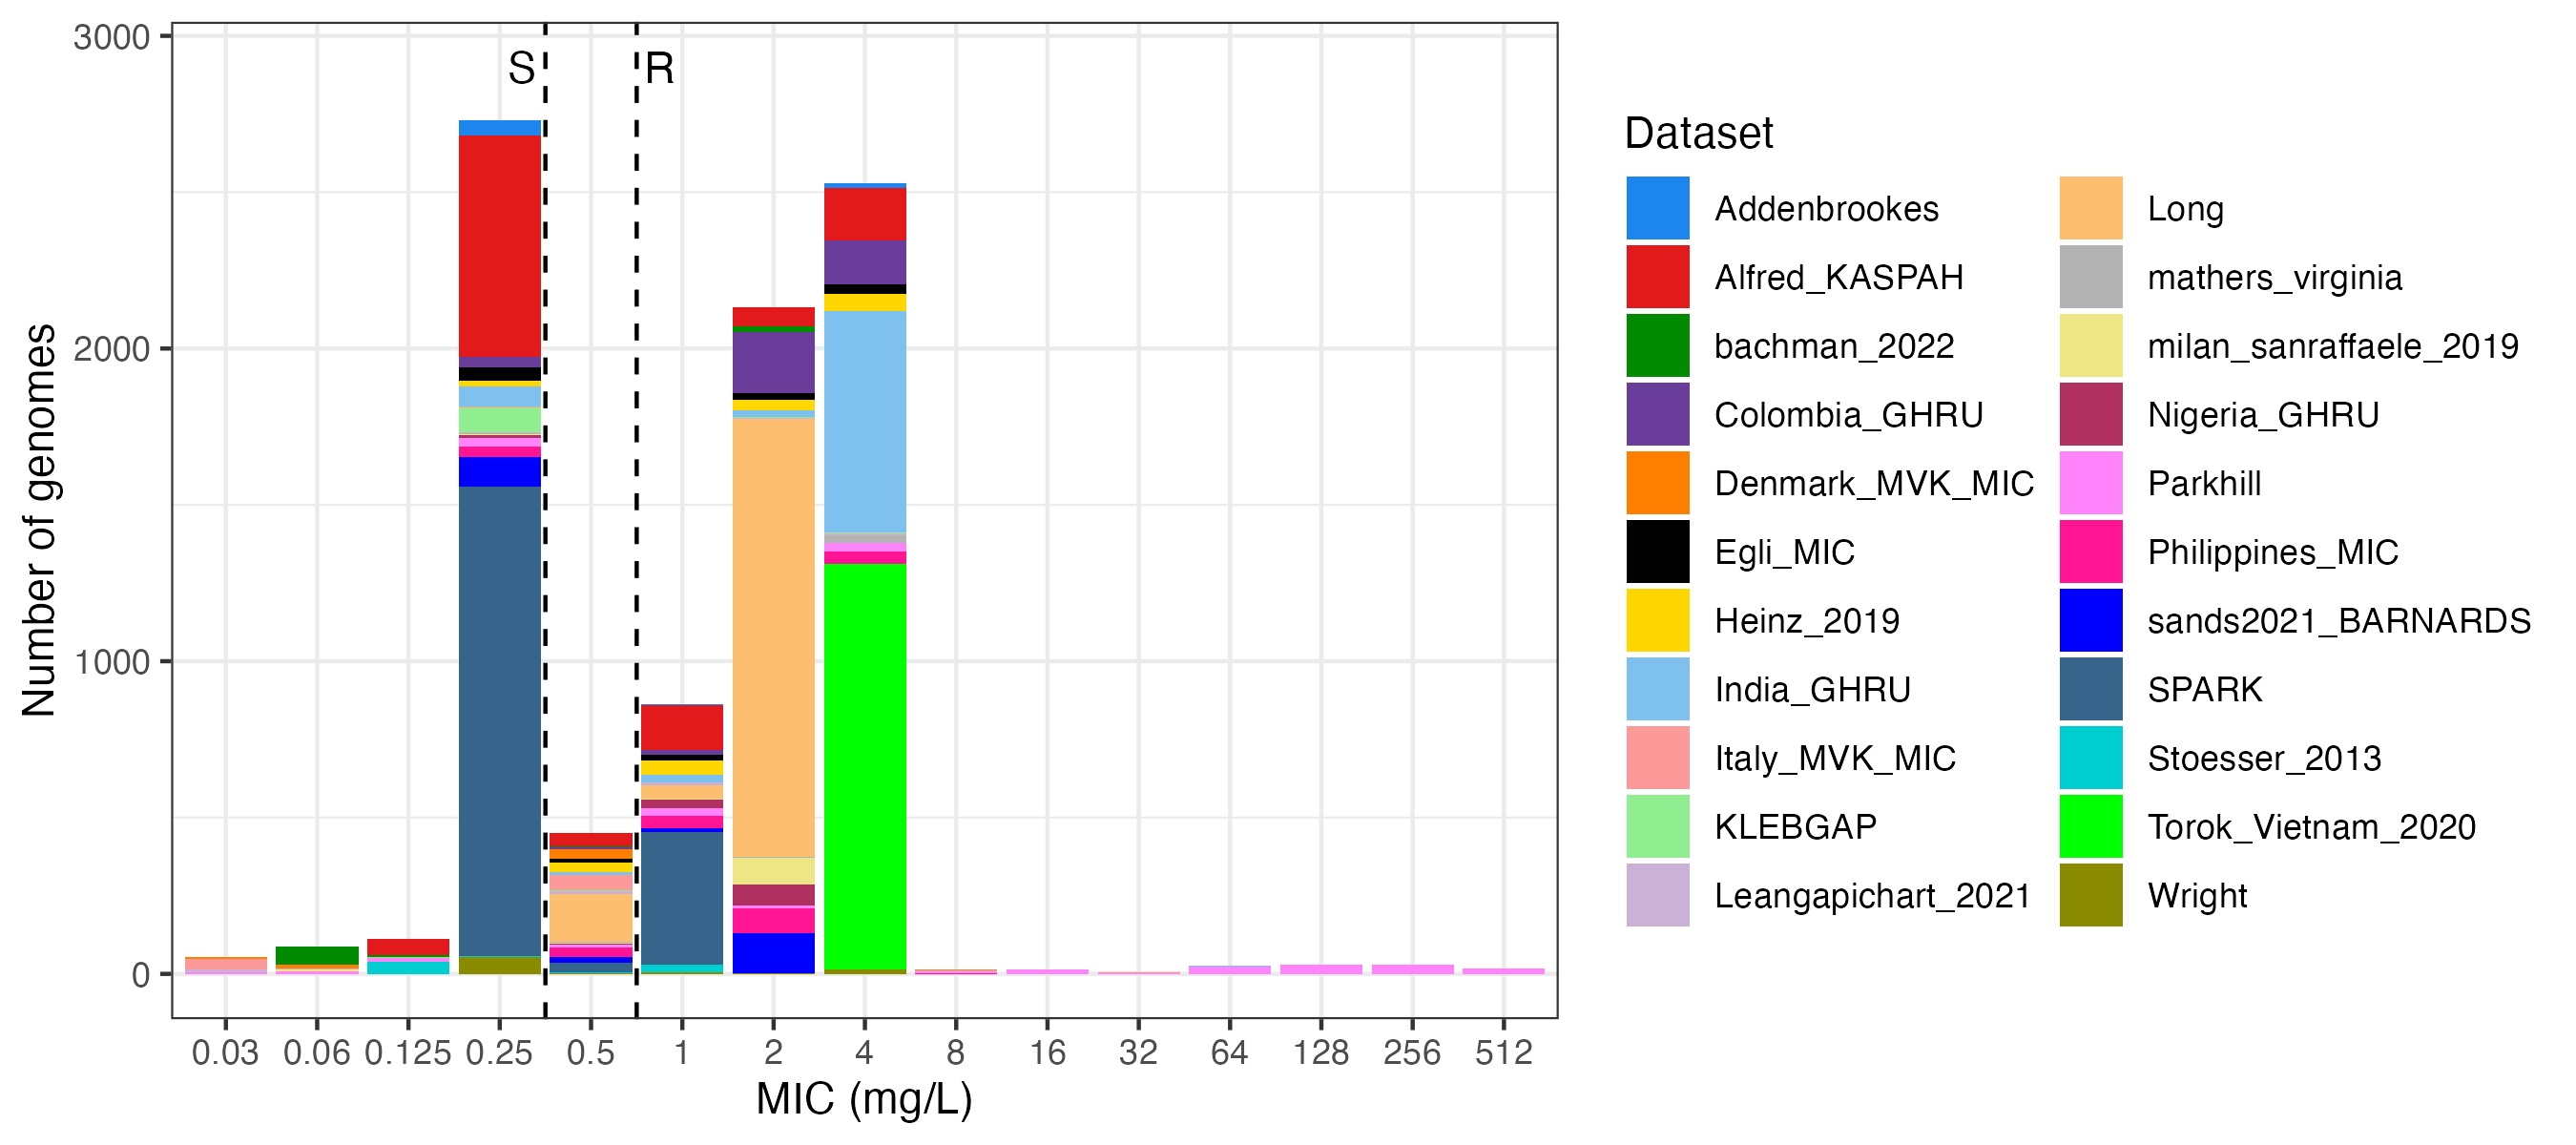 3000
2000
1000
0
Number of genomes
S
R
0.03 0.06 0.125 0.25 0.5 1 2 4 8 16 32 64 128 256 512
MIC (mg/L)
Dataset
Addenbrookes
Alfred_KASPAH
bachman_2022
Colombia_GHRU
Denmark_MVK_MIC
Egli_MIC
Heinz_2019
India_GHRU
Italy_MVK_MIC
KLEBGAP
Leangapichart_2021
Long
mathers_virginia
milan_sanraffaele_2019
Nigeria_GHRU
Parkhill
Philippines_MIC
sands2021_BARNARDS
SPARK
Stoesser_2013
Torok_Vietnam_2020
Wright